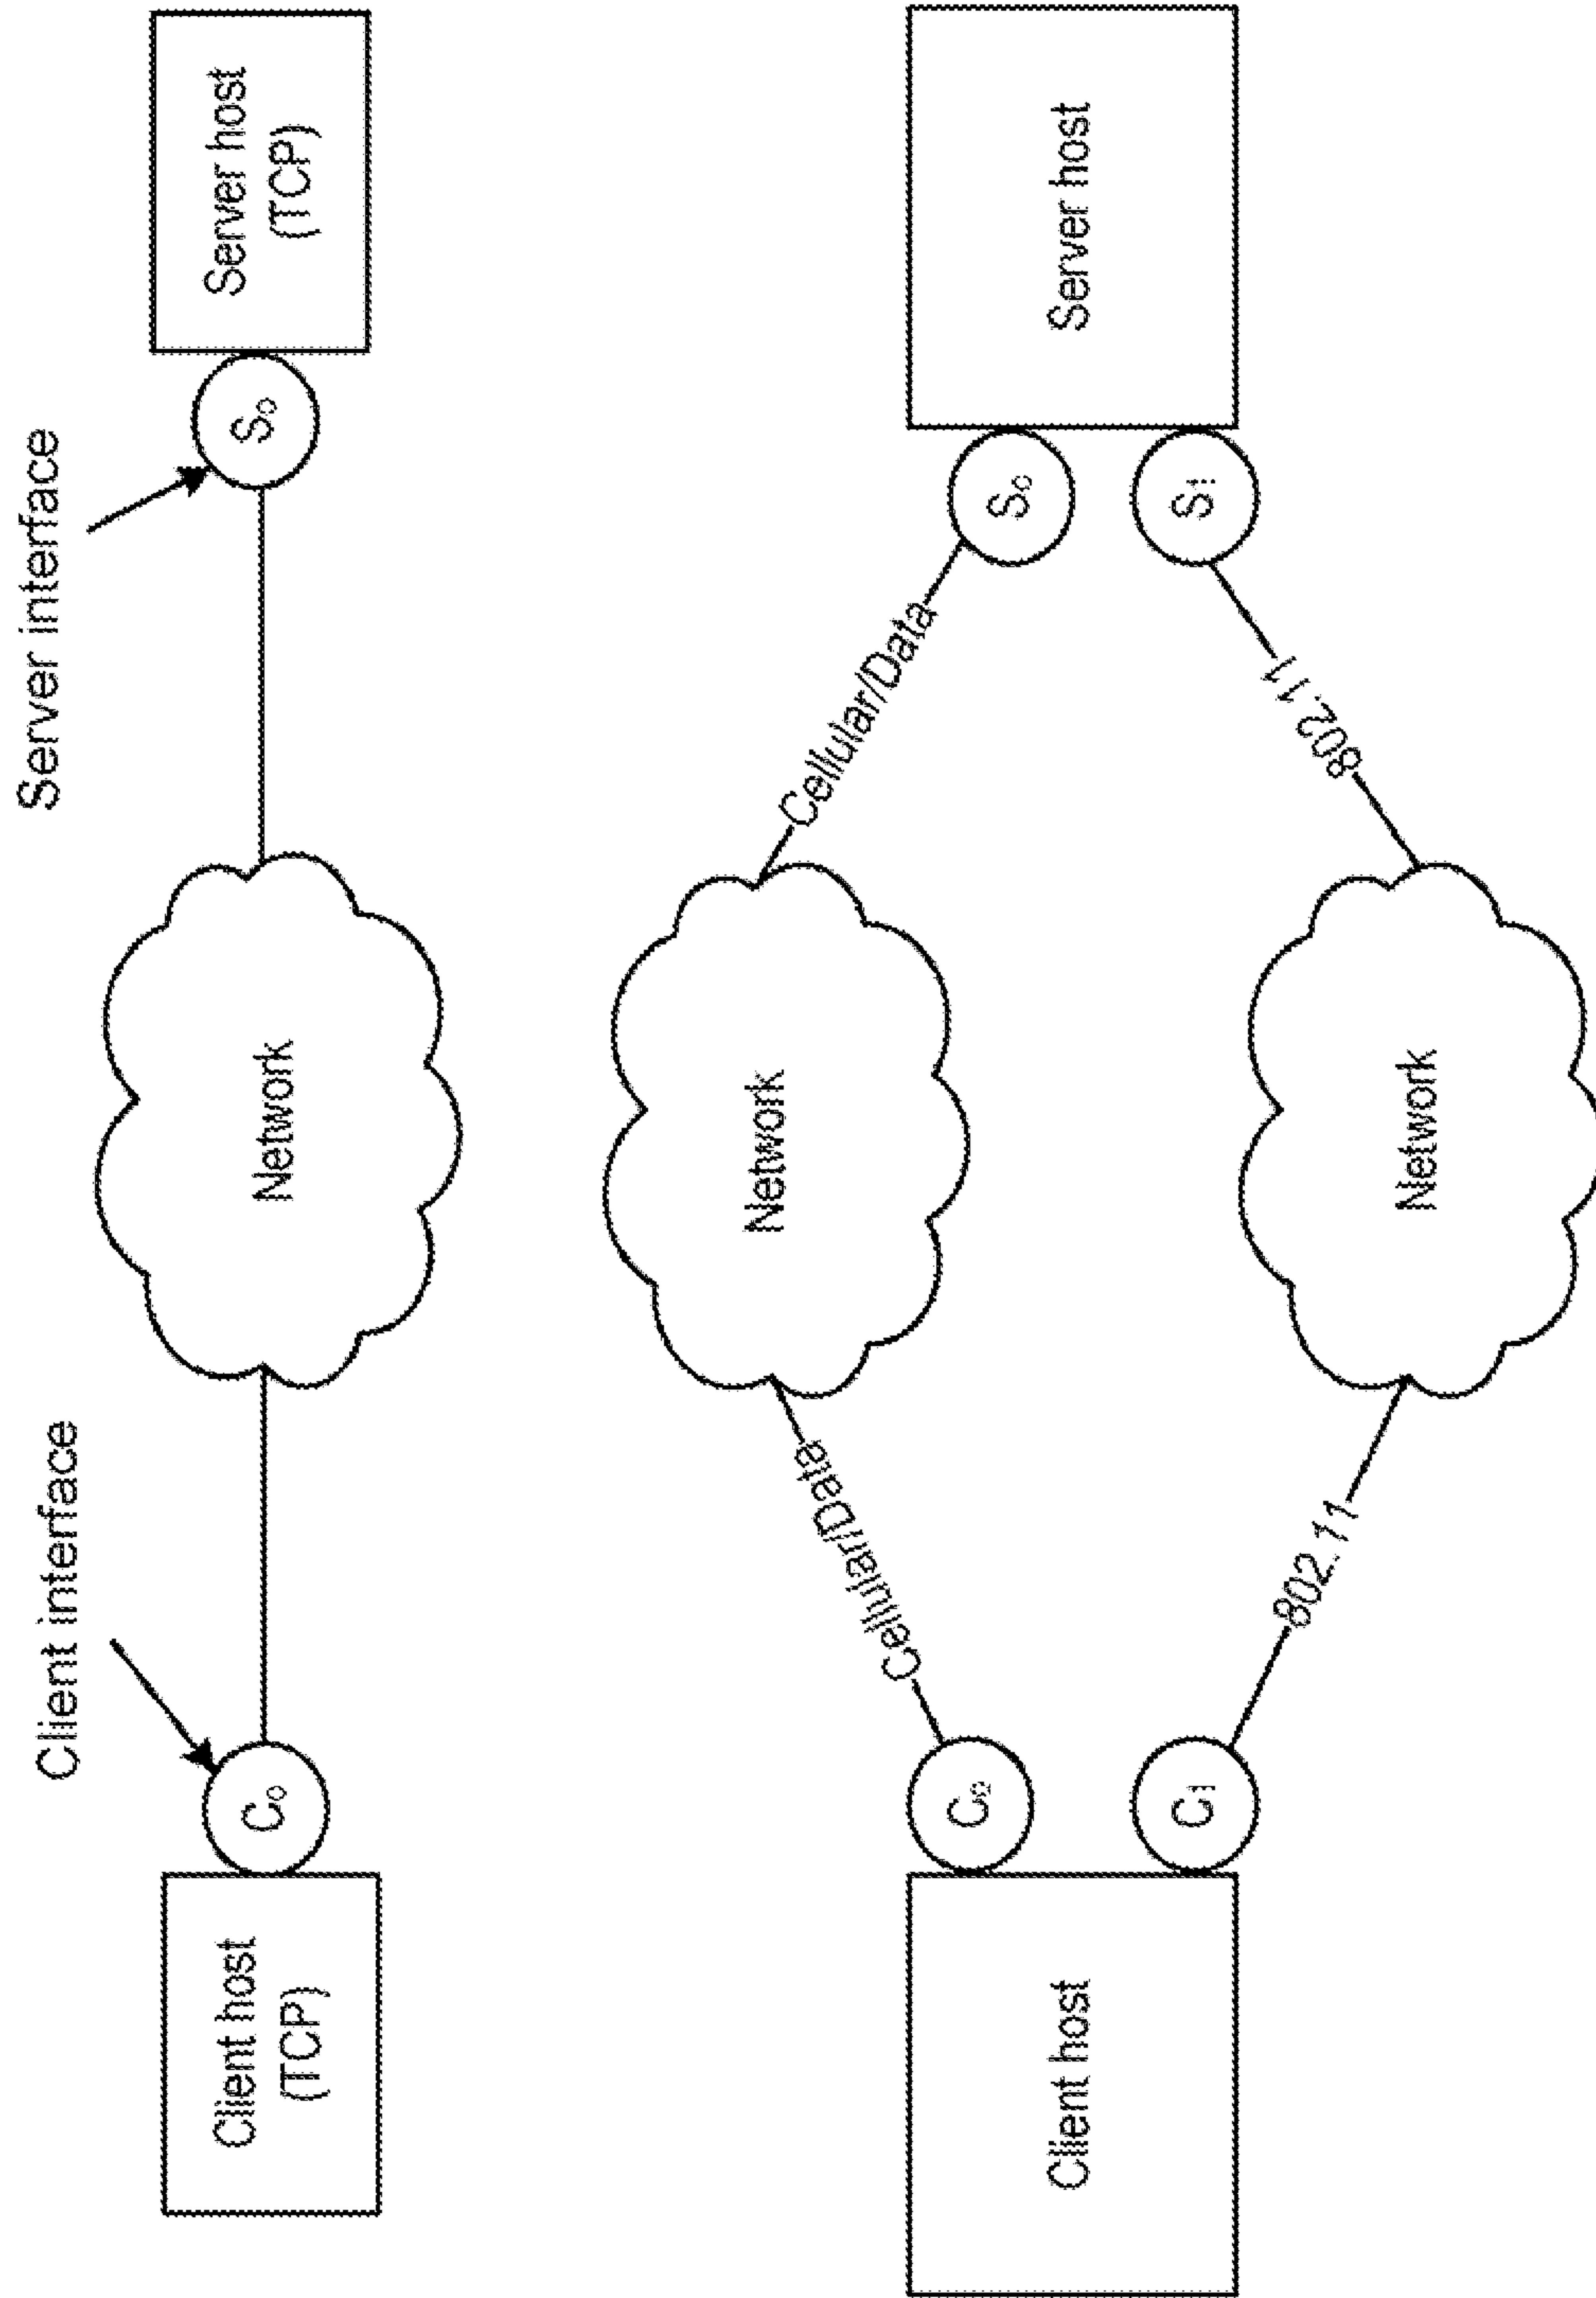 Client interface
Server interface
Client host
(TCP)
C₀
Network
S₀
Server host
(TCP)
Cellular/Data
Network
Cellular/Data
Client host
C₀
C₁
S₀
S₁
Server host
802.11
Network
802.11